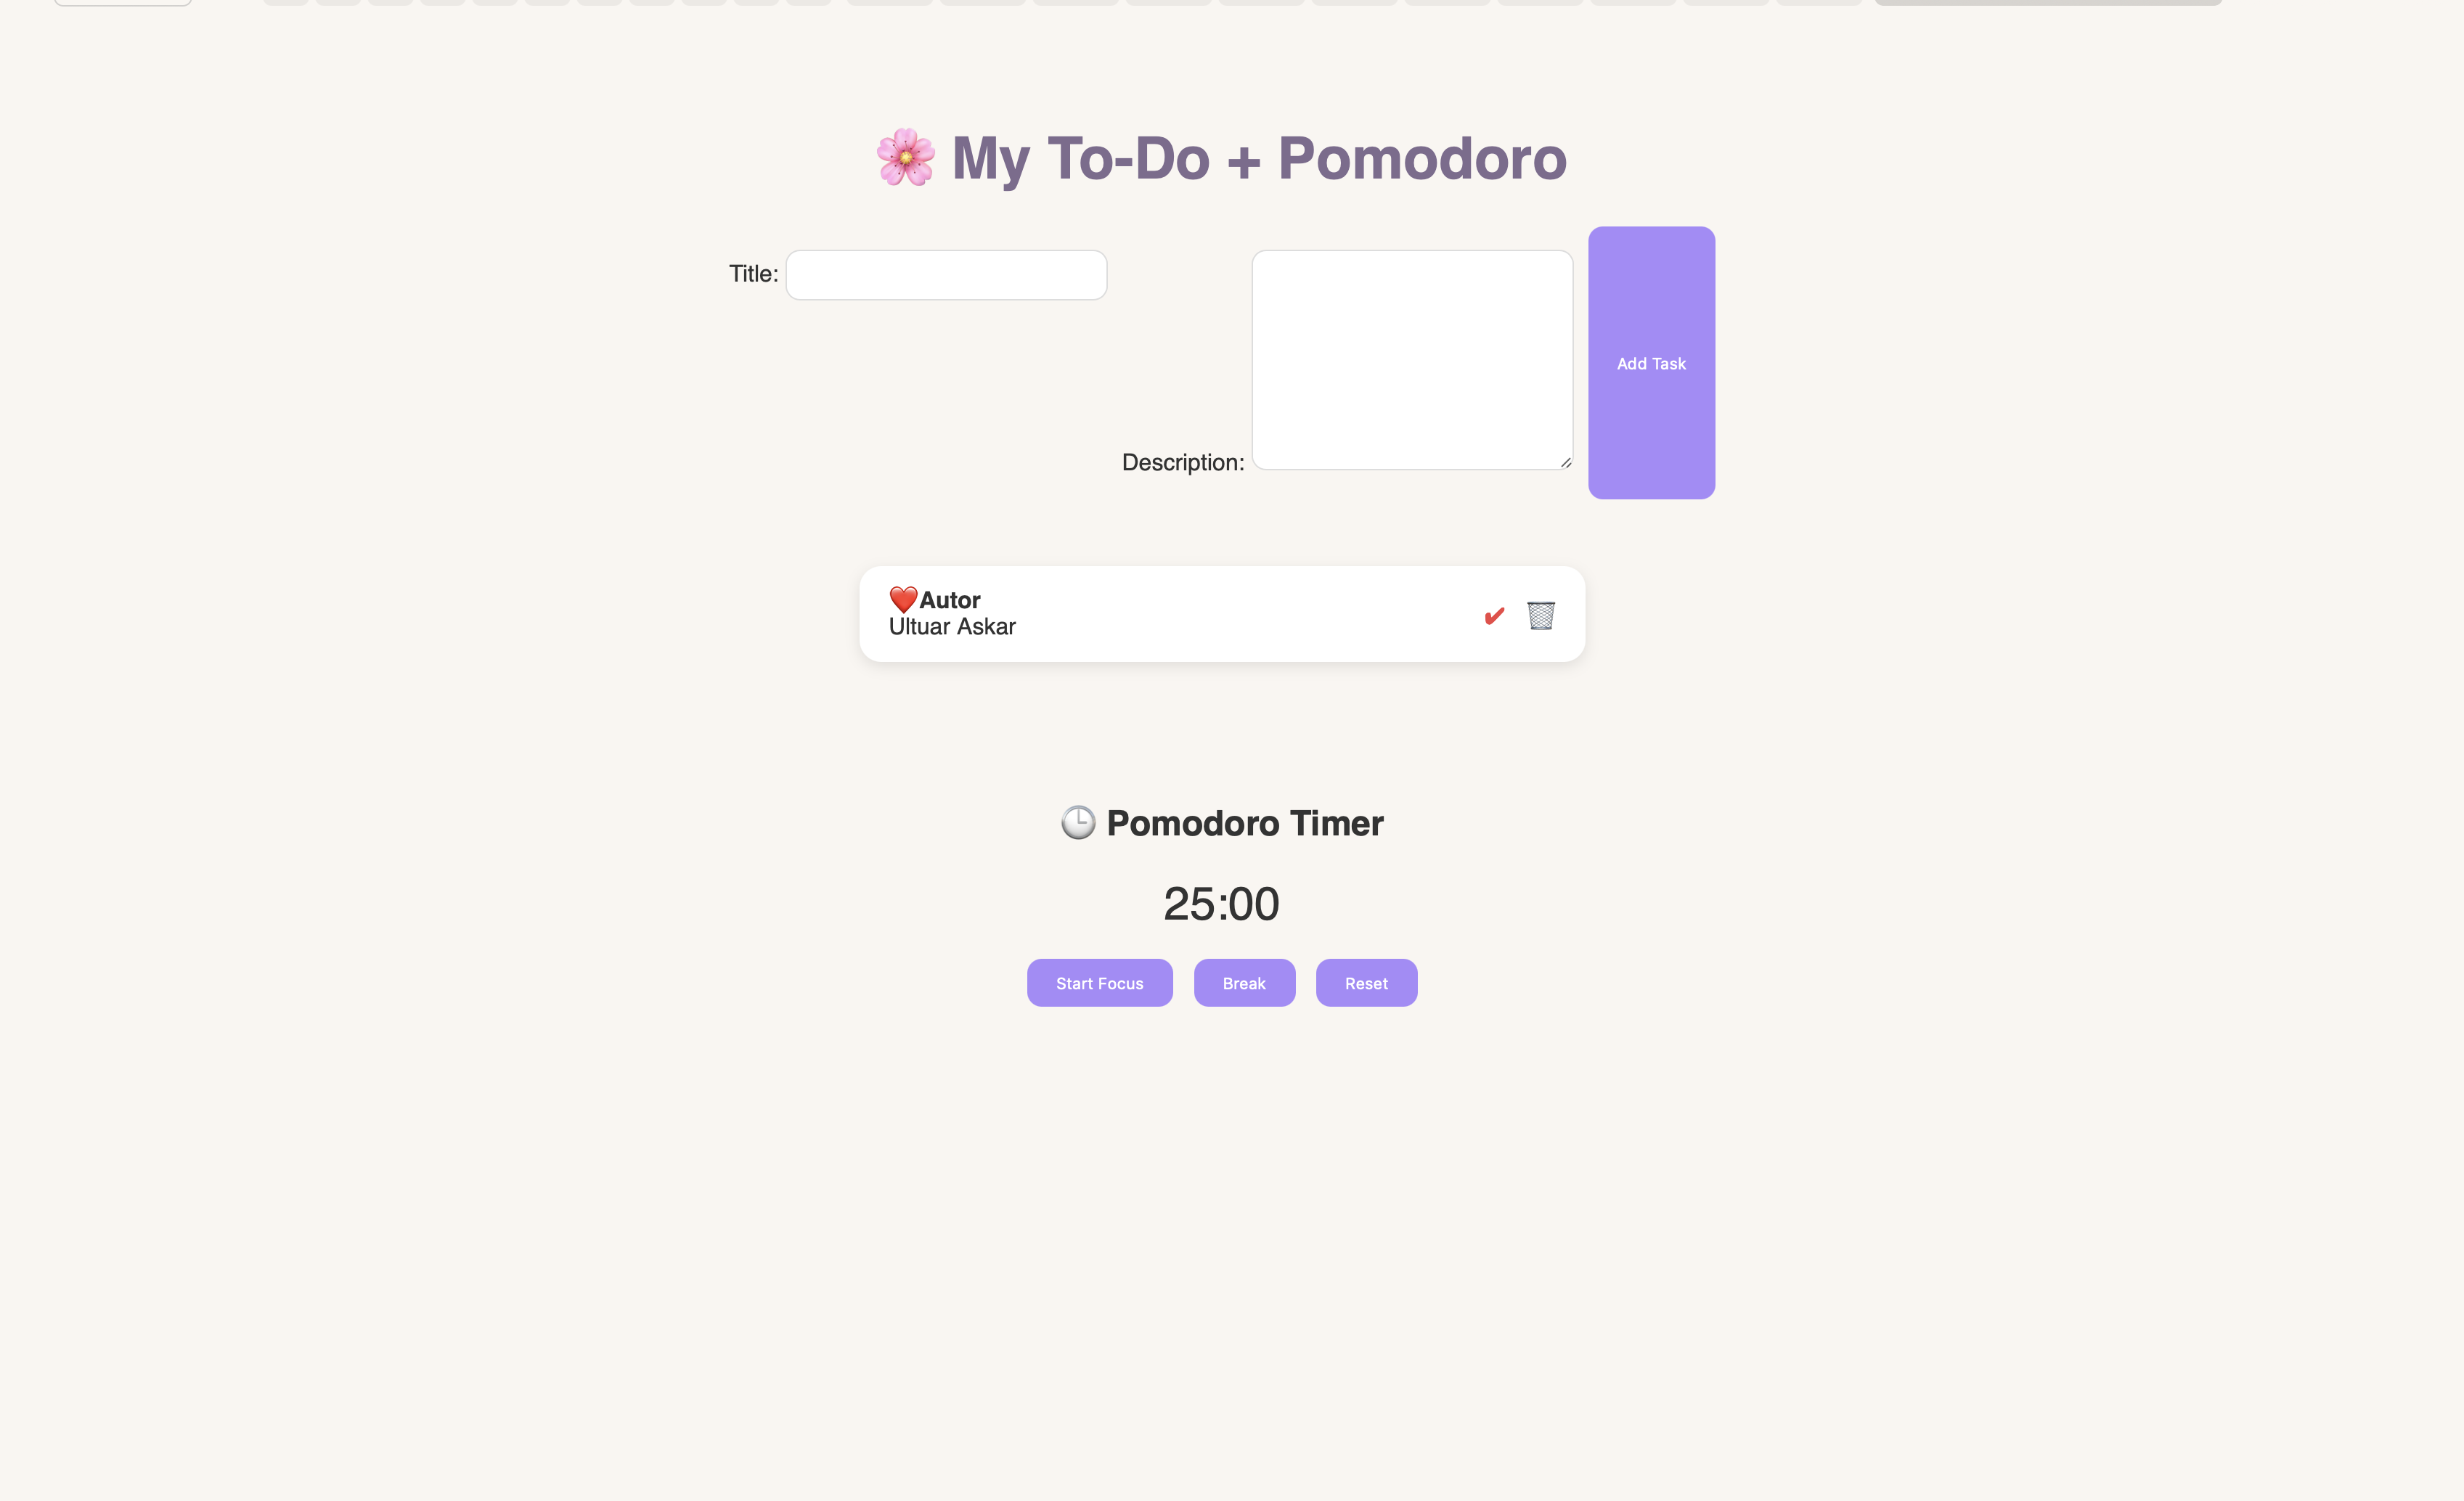 🌸 My To-Do + Pomodoro
Title:
Description:
Add Task
❤️Autor
Ultuar Askar
✔ 🗑️
🕒 Pomodoro Timer
25:00
Start Focus
Break
Reset